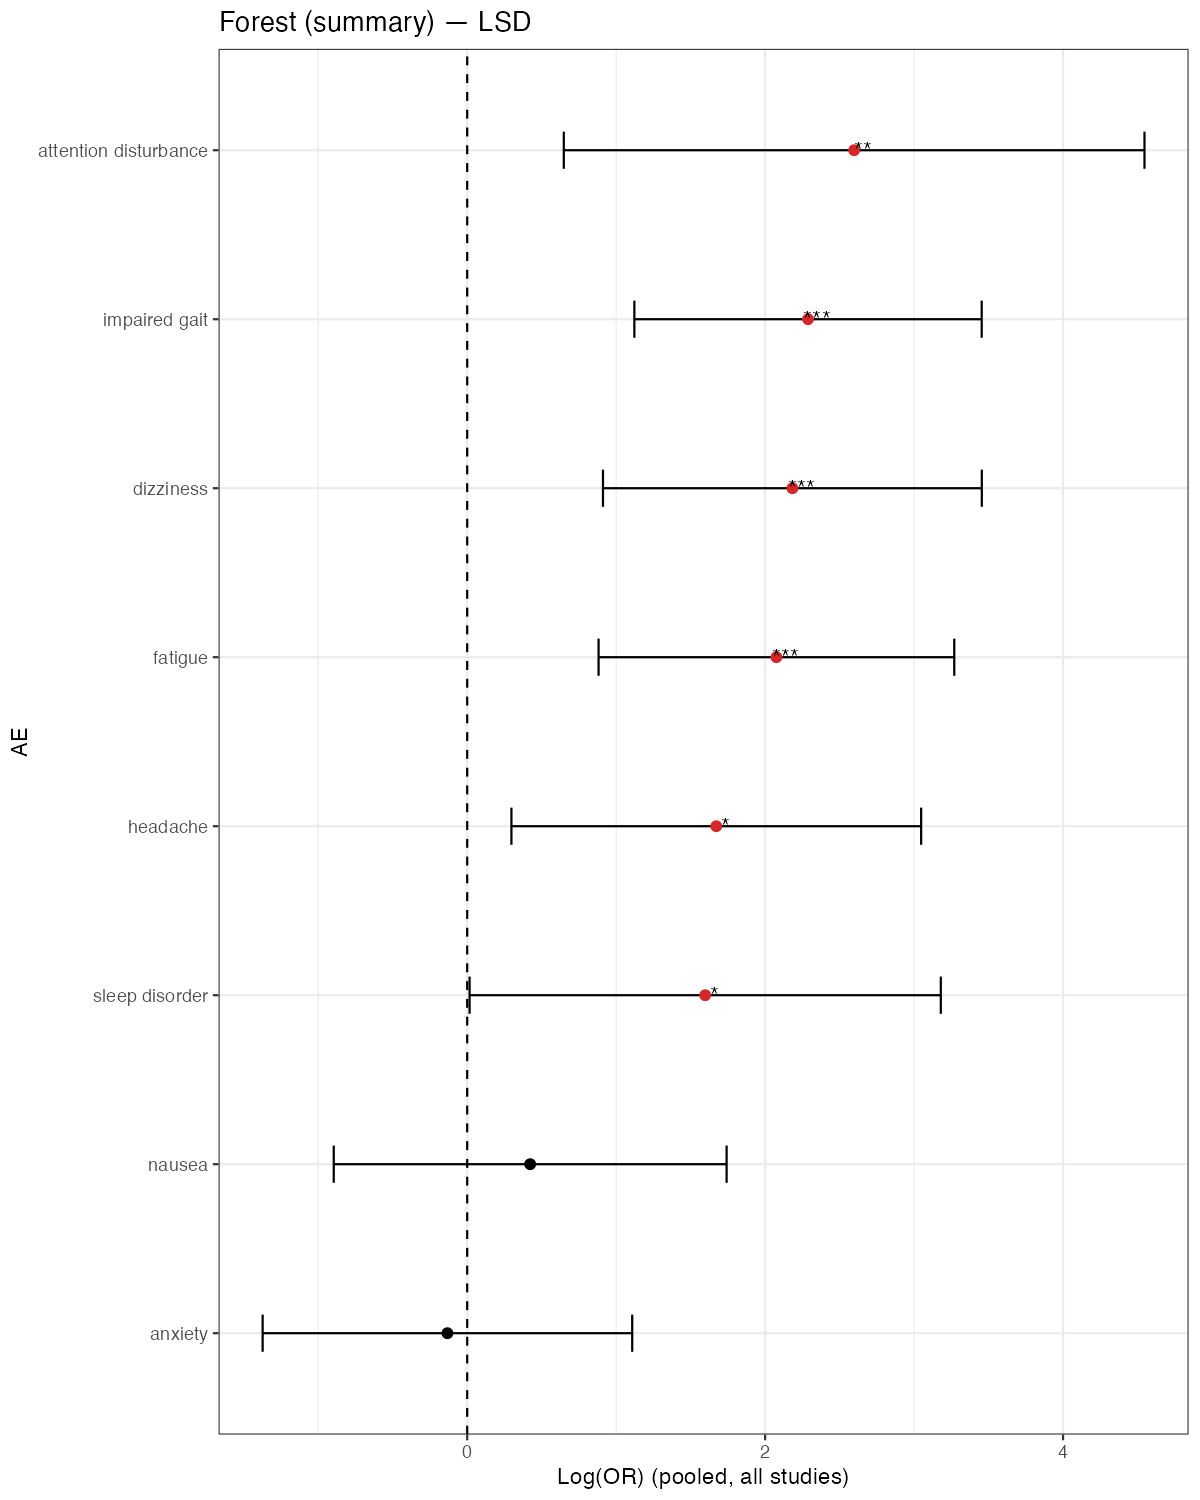 Forest (summary) — LSD
attention disturbance
**
impaired gait
***
dizziness
***
fatigue
***
AE
headache
*
sleep disorder
*
nausea
anxiety
0 2 4
Log(OR) (pooled, all studies)